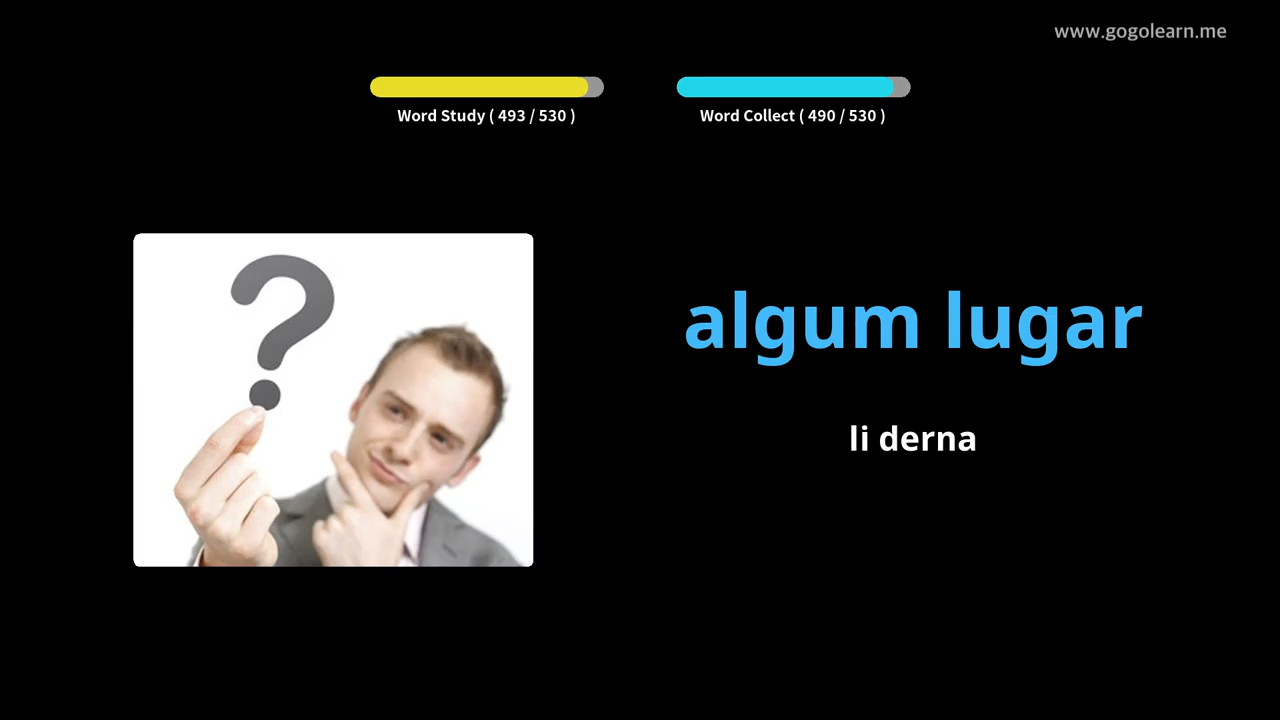 www.gogolearn.me
Word Study ( 493 / 530 )
Word Collect ( 490 / 530 )
algum lugar
li derna